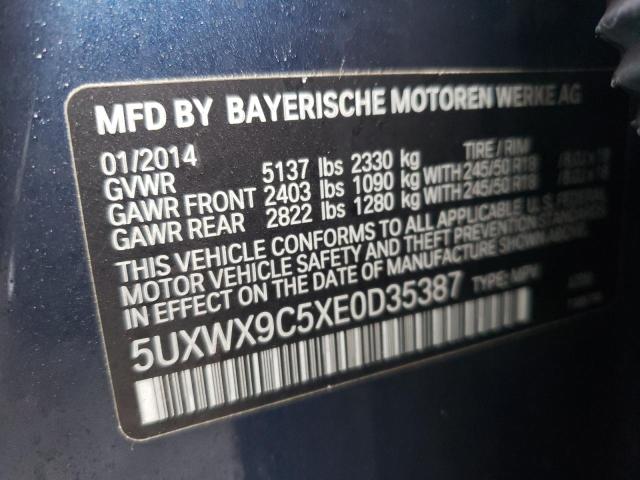 MFD BY BAYERISCHE MOTOREN WERKE AG
01/2014 TIRE / RIM
GVWR 5137 lbs 2330 kg
GAWR FRONT 2403 lbs 1090 kg WITH 245/50 R18
GAWR REAR 2822 lbs 1280 kg WITH 245/50 R18
THIS VEHICLE CONFORMS TO ALL APPLICABLE U.S. FEDERAL
MOTOR VEHICLE SAFETY AND THEFT PREVENTION STANDARDS
IN EFFECT ON THE DATE OF MANUFACTURE SHOWN ABOVE.
5UXWX9C5XE0D35387 TYPE: MPV